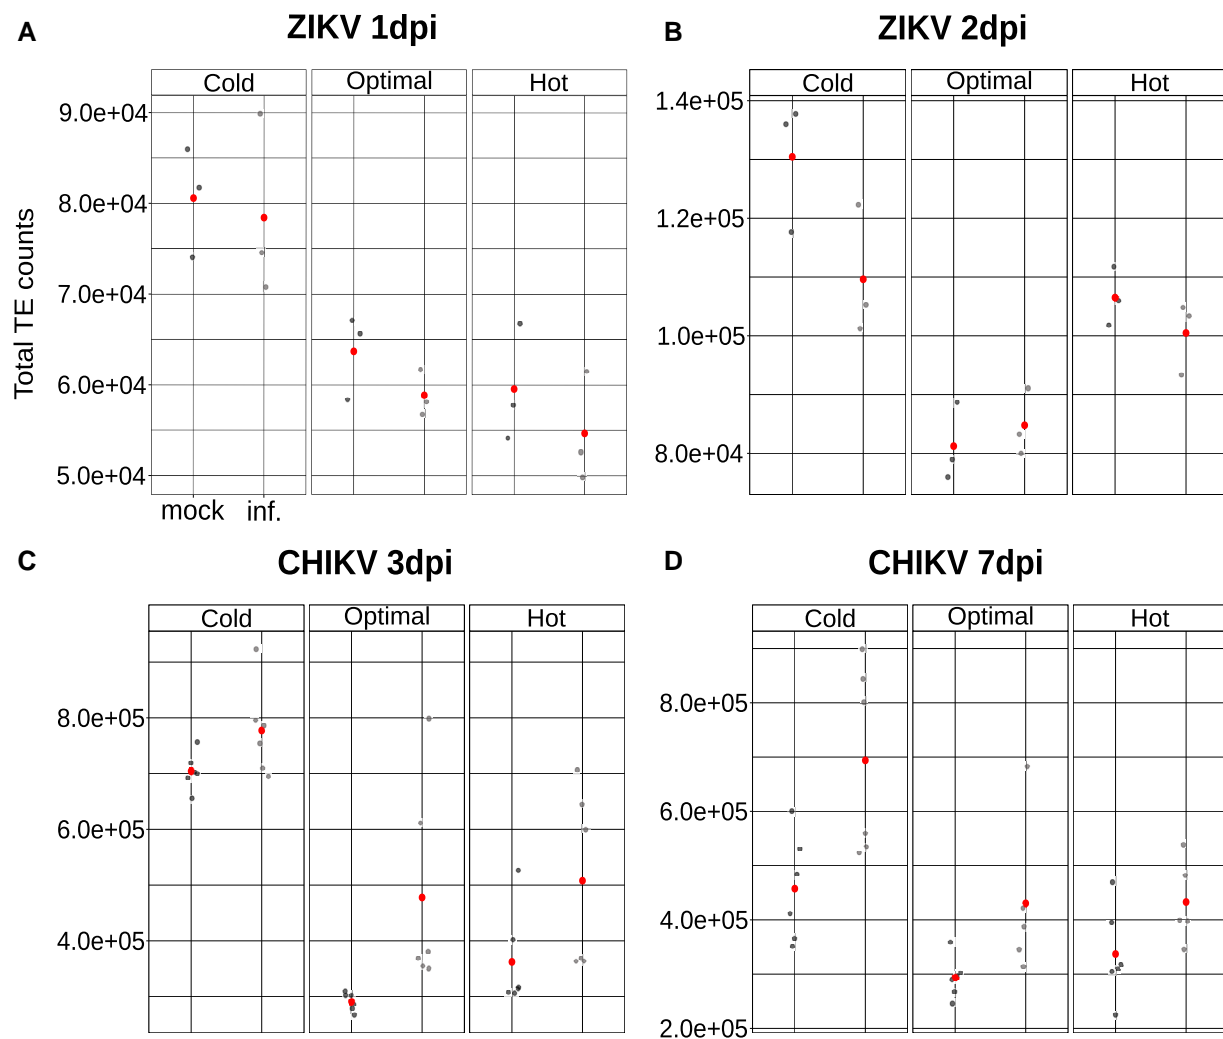 A
ZIKV 1dpi
Cold Optimal Hot
9.0e+04
8.0e+04
7.0e+04
6.0e+04
5.0e+04
Total TE counts
mock inf.
B
ZIKV 2dpi
Cold Optimal Hot
1.4e+05
1.2e+05
1.0e+05
8.0e+04
C
CHIKV 3dpi
Cold Optimal Hot
8.0e+05
6.0e+05
4.0e+05
D
CHIKV 7dpi
Cold Optimal Hot
8.0e+05
6.0e+05
4.0e+05
2.0e+05